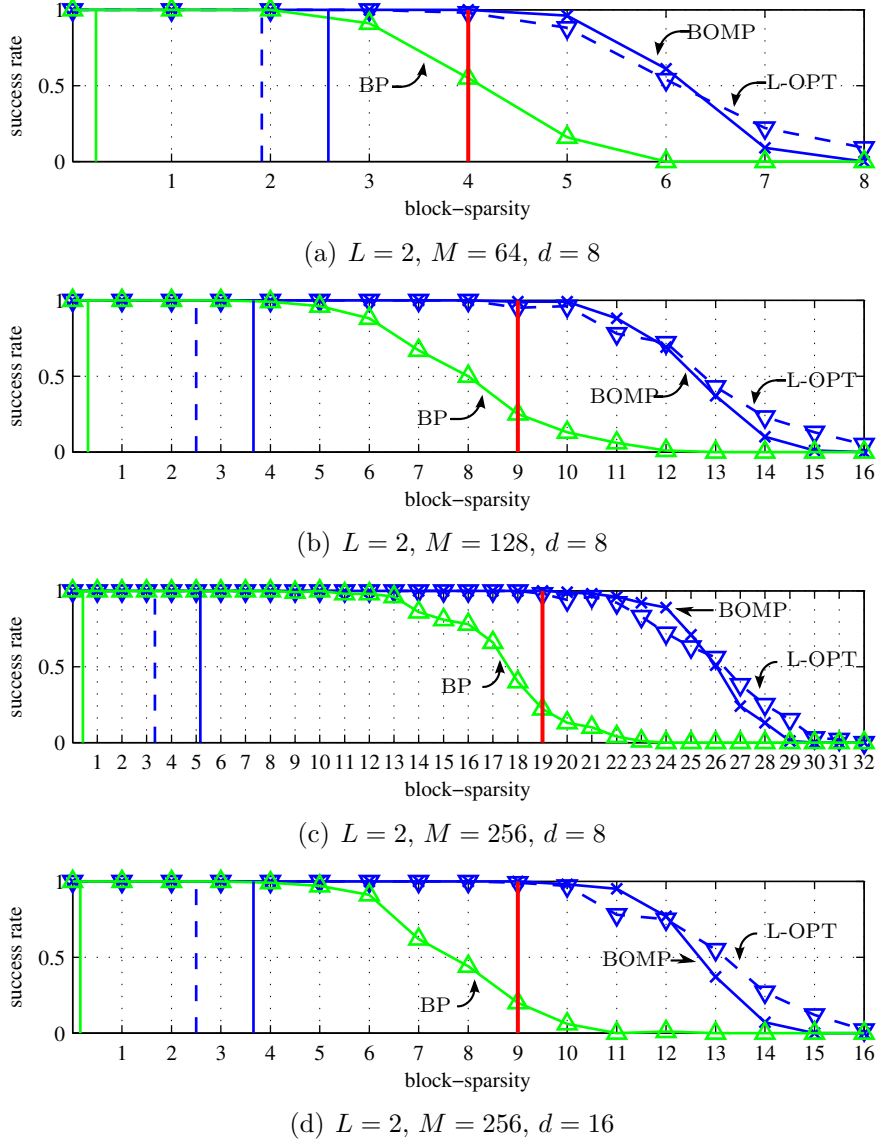 success rate
1
0.5
0
BOMP
L-OPT
BP
1 2 3 4 5 6 7 8
block−sparsity
(a) L = 2, M = 64, d = 8
success rate
1
0.5
0
BP
BOMP
L-OPT
1 2 3 4 5 6 7 8 9 10 11 12 13 14 15 16
block−sparsity
(b) L = 2, M = 128, d = 8
success rate
1
0.5
0
BOMP
BP
L-OPT
1 2 3 4 5 6 7 8 9 10 11 12 13 14 15 16 17 18 19 20 21 22 23 24 25 26 27 28 29 30 31 32
block−sparsity
(c) L = 2, M = 256, d = 8
success rate
1
0.5
0
L-OPT
BOMP
BP
1 2 3 4 5 6 7 8 9 10 11 12 13 14 15 16
block−sparsity
(d) L = 2, M = 256, d = 16